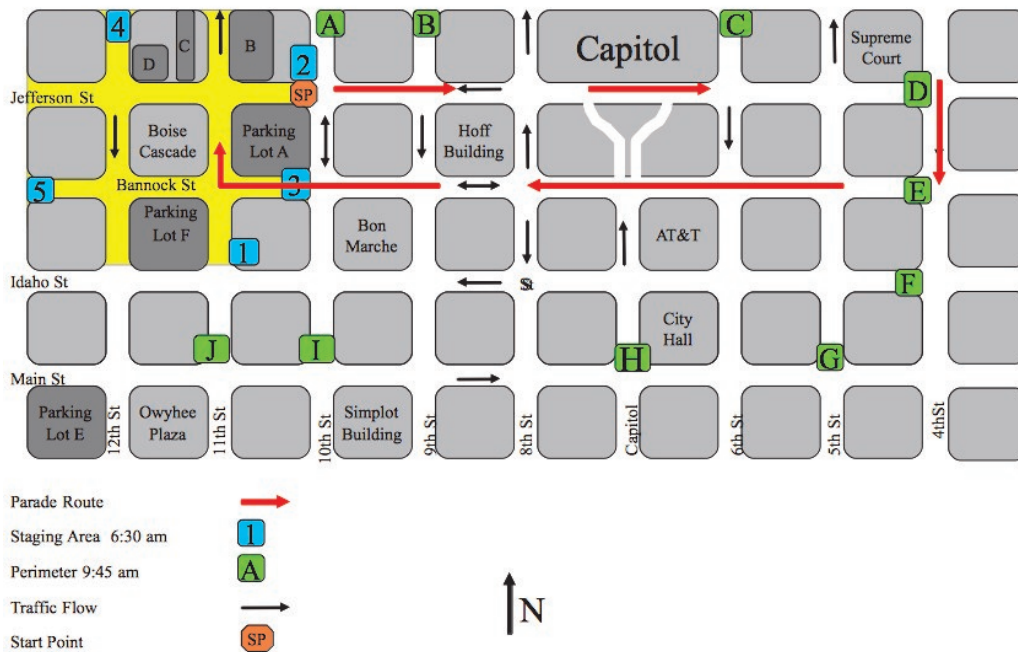 4
A
B
C
C
B
D
2
Capitol
Supreme
Court
Jefferson St
SP
D
Boise
Cascade
Parking
Lot A
Hoff
Building
5
Bannock St
3
E
Parking
Lot F
1
Bon
Marche
AT&T
Idaho St
F
J
I
H
City
Hall
G
Main St
Parking
Lot E
12th St
Owyhee
Plaza
11th St
10th St
Simplot
Building
9th St
8th St
Capitol
6th St
5th St
4thSt
Parade Route
Staging Area 6:30 am
1
Perimeter 9:45 am
A
Traffic Flow
Start Point
SP
N